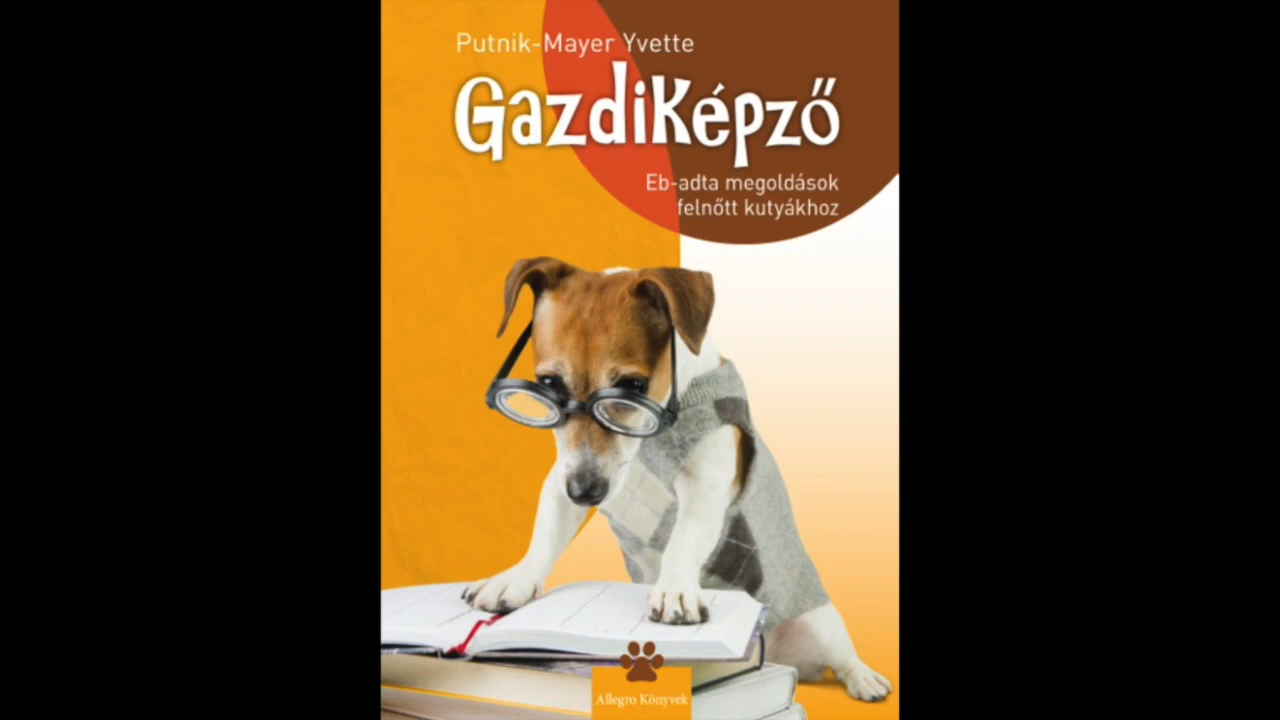 Putnik-Mayer Yvette
GazdiKépző
Eb-adta megoldások
felnőtt kutyákhoz
Allegro Könyvek